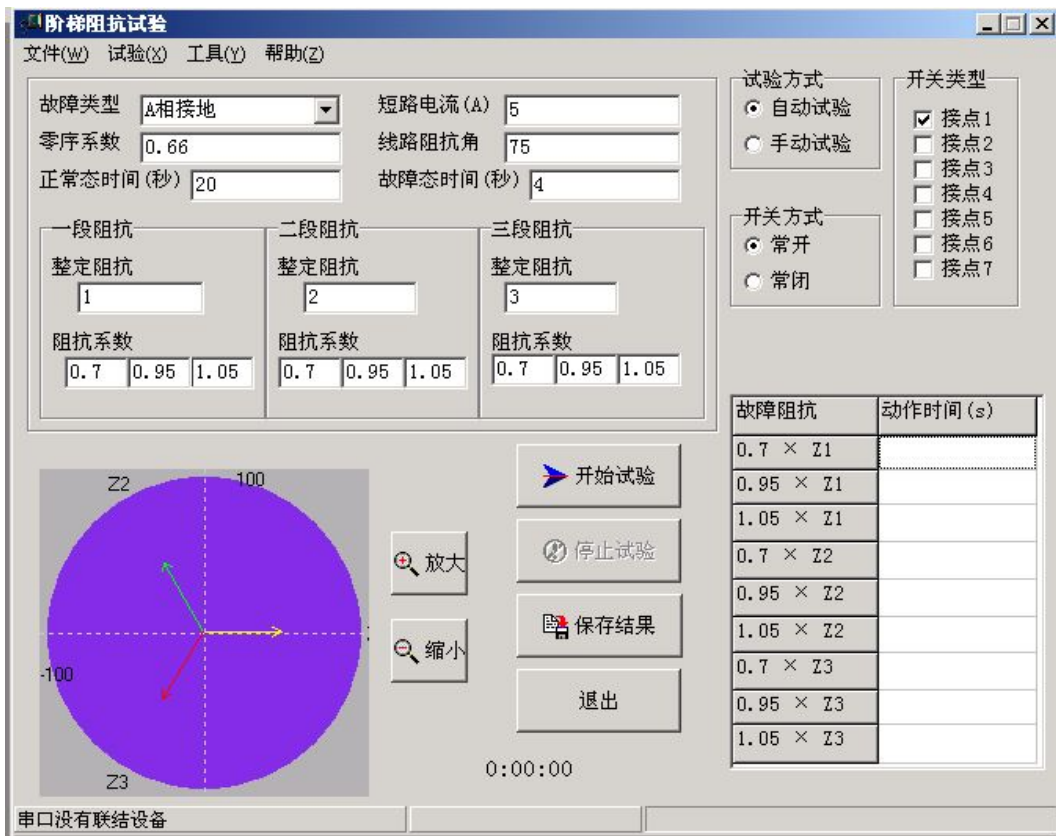 阶梯阻抗试验
文件(W) 试验(X) 工具(Y) 帮助(Z)
故障类型 A相接地 短路电流(A) 5
零序系数 0.66 线路阻抗角 75
正常态时间(秒) 20 故障态时间(秒) 4
一段阻抗 二段阻抗 三段阻抗
整定阻抗 整定阻抗 整定阻抗
1 2 3
阻抗系数 阻抗系数 阻抗系数
0.7 0.95 1.05 0.7 0.95 1.05 0.7 0.95 1.05
试验方式
自动试验
手动试验
开关方式
常开
常闭
开关类型
接点1
接点2
接点3
接点4
接点5
接点6
接点7
Z2 100
-100
Z3
放大
缩小
开始试验
停止试验
保存结果
退出
0:00:00
故障阻抗 动作时间(s)
0.7 × Z1
0.95 × Z1
1.05 × Z1
0.7 × Z2
0.95 × Z2
1.05 × Z2
0.7 × Z3
0.95 × Z3
1.05 × Z3
串口没有联结设备